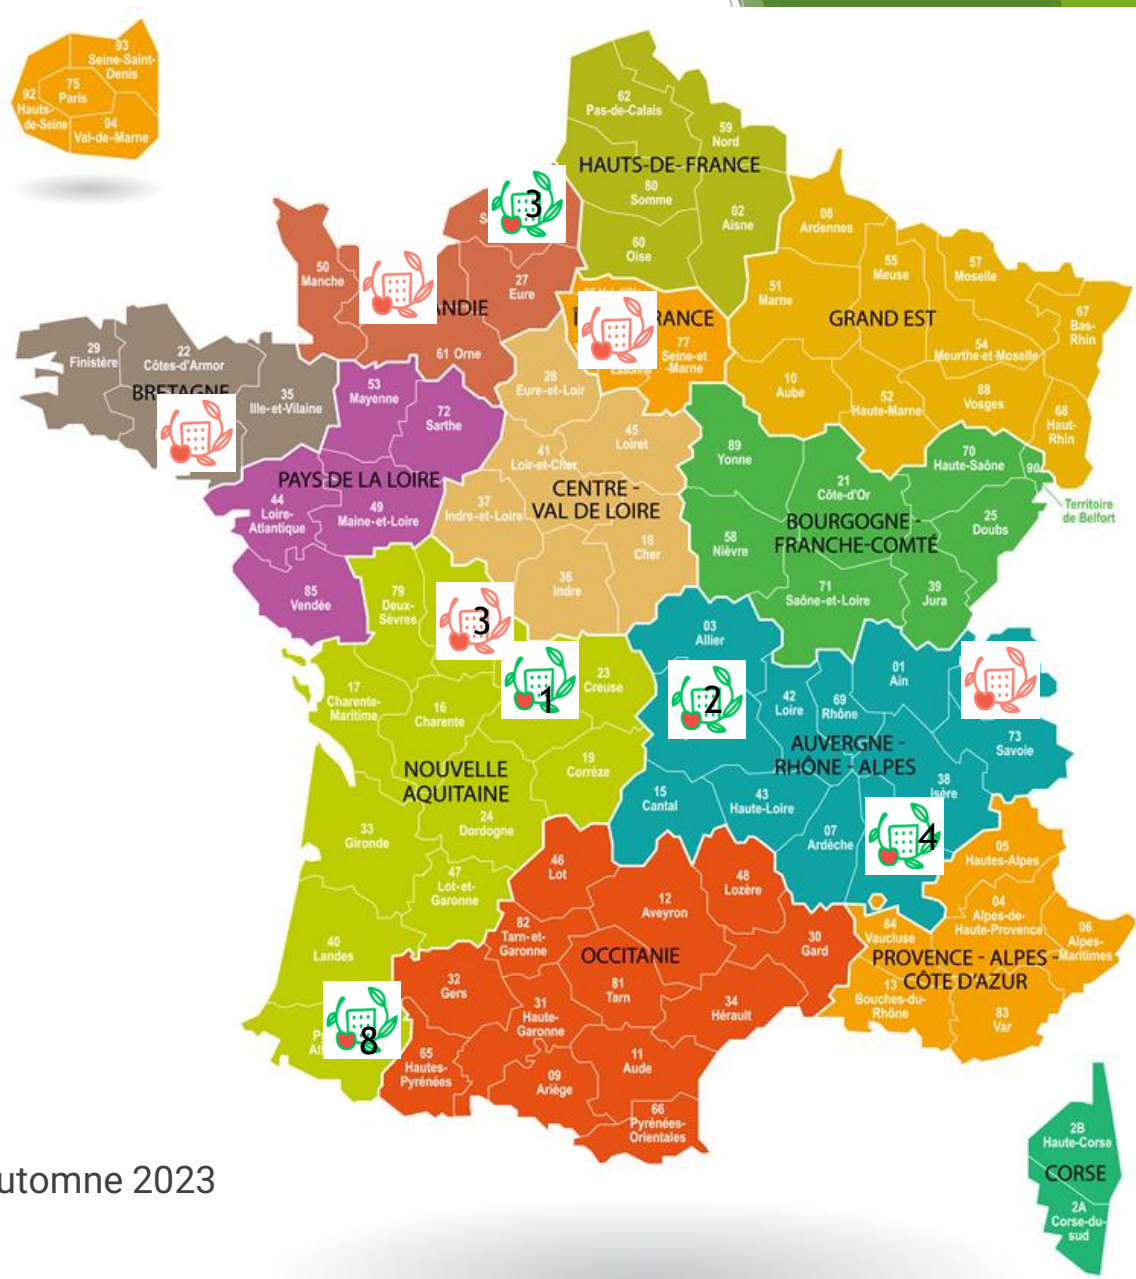 93
Seine-Saint-
Denis
75
Paris
92
Hauts-
de-Seine
94
Val-de-Marne
62
Pas-de-Calais
59
Nord
HAUTS-DE-FRANCE
80
Somme
02
Aisne
60
Oise
3
50
Manche
27
Eure
NDIE
61 Orne
RANCE
77
Seine-et
-Marne
Essonne
08
Ardennes
55
Meuse
57
Moselle
51
Marne
67
Bas-
Rhin
GRAND EST
54
Meurthe-et-Moselle
10
Aube
52
Haute-Marne
88
Vosges
68
Haut-
Rhin
29
Finistère
22
Côtes-d'Armor
BRETAGNE
35
Ille-et-Vilaine
53
Mayenne
72
Sarthe
PAYS DE LA LOIRE
44
Loire-
Atlantique
49
Maine-et-Loire
85
Vendée
28
Eure-et-Loir
45
Loiret
41
Loir-et-Cher
CENTRE -
VAL DE LOIRE
37
Indre-et-Loire
18
Cher
36
Indre
89
Yonne
21
Côte-d'Or
70
Haute-Saône
90
Territoire
de Belfort
25
Doubs
BOURGOGNE -
FRANCHE-COMTÉ
58
Nièvre
71
Saône-et-Loire
39
Jura
79
Deux-
Sèvres
3
1
23
Creuse
17
Charente-
Maritime
16
Charente
19
Corrèze
NOUVELLE
AQUITAINE
24
Dordogne
33
Gironde
47
Lot-et-
Garonne
40
Landes
8
03
Allier
2
42
Loire
69
Rhône
01
Ain
73
Savoie
AUVERGNE -
RHÔNE - ALPES
38
Isère
15
Cantal
43
Haute-Loire
07
Ardèche
4
46
Lot
48
Lozère
12
Aveyron
82
Tarn-et-
Garonne
30
Gard
OCCITANIE
32
Gers
81
Tarn
31
Haute-
Garonne
34
Hérault
65
Hautes-
Pyrénées
09
Ariège
11
Aude
66
Pyrénées-
Orientales
05
Hautes-Alpes
04
Alpes-de-
Haute-Provence
06
Alpes-
Maritimes
84
Vaucluse
PROVENCE - ALPES -
CÔTE D'AZUR
13
Bouches-du-
Rhône
83
Var
2B
Haute-Corse
CORSE
2A
Corse-du-
sud
utomne 2023